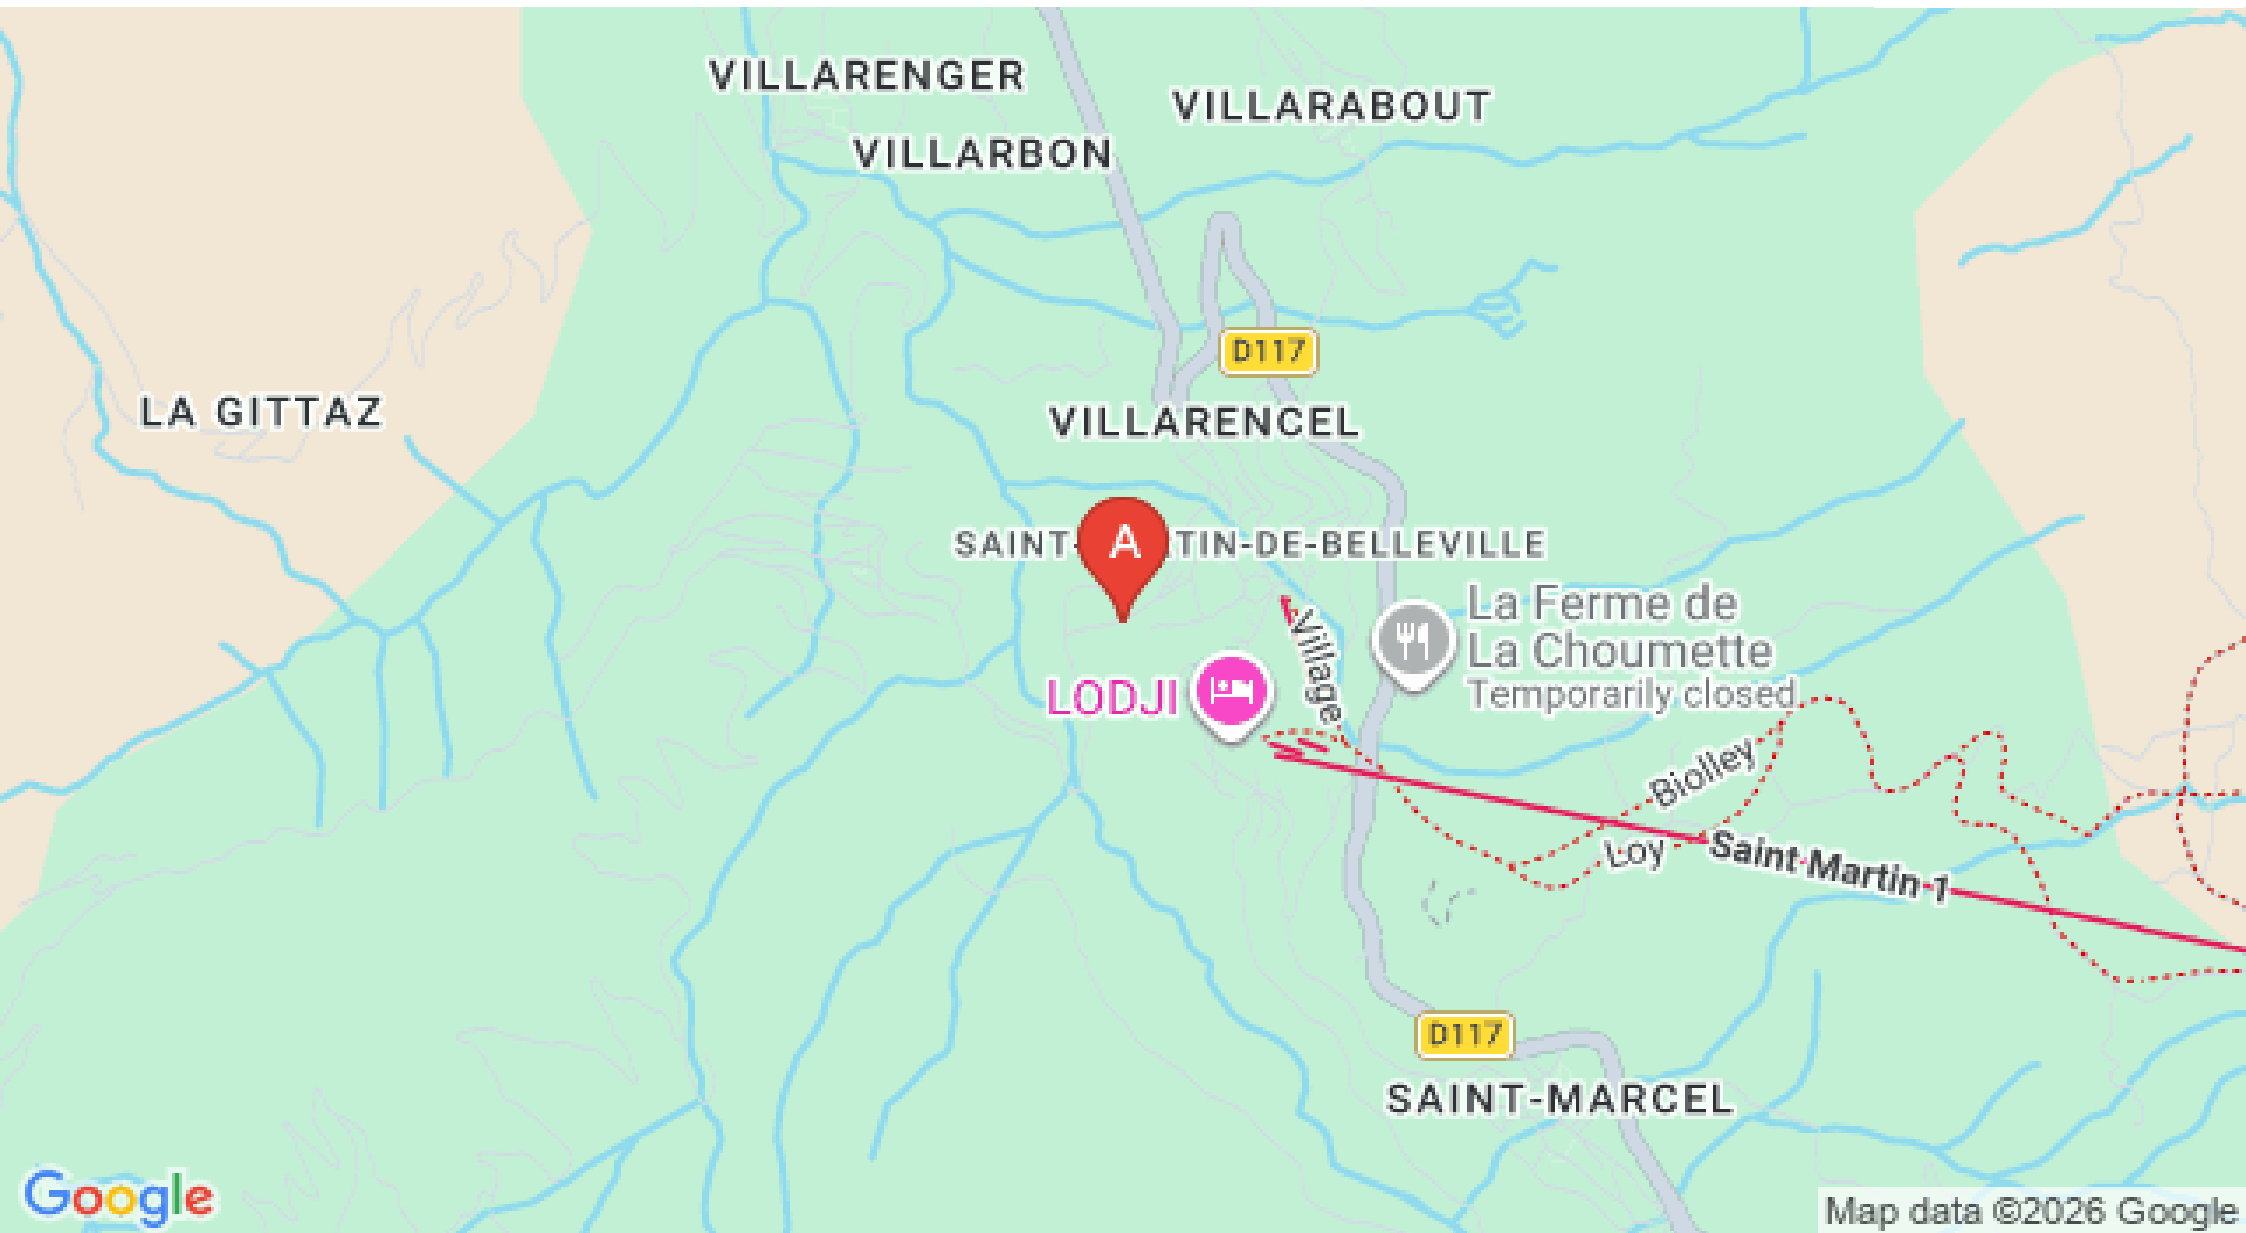 VILLARENGER
VILLARABOUT
VILLARBON
D117
LA GITTAZ
VILLARENCEL
A
SAINT- TIN-DE-BELLEVILLE
La Ferme de
La Choumette
Temporarily closed
Village
LODJI
Biolley
Loy
Saint Martin 1
D117
SAINT-MARCEL
Google
Map data ©2026 Google